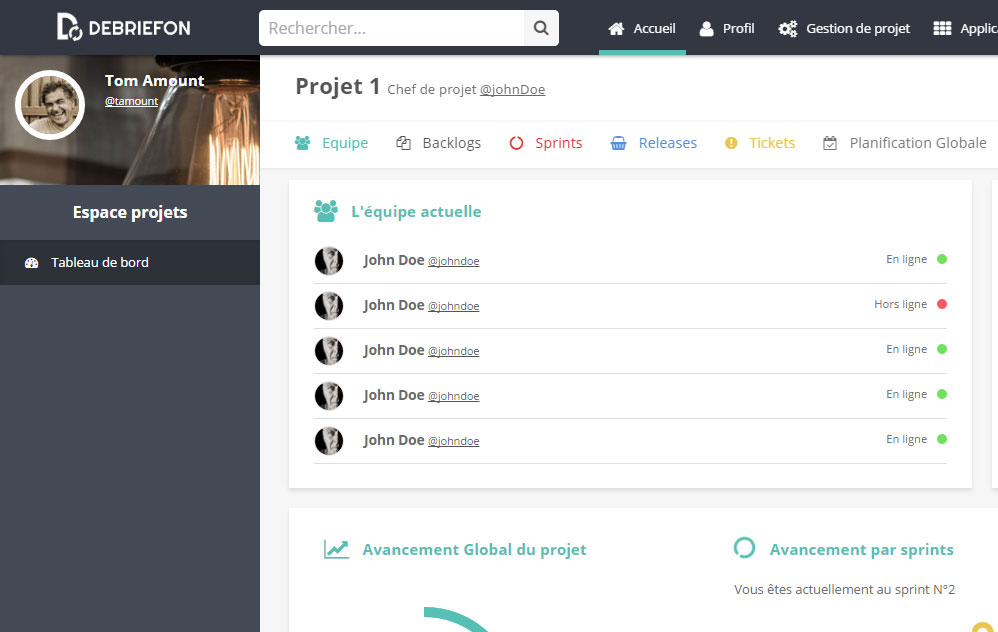 DEBRIEFON
Rechercher...
Accueil
Profil
Gestion de projet
Tom Amount
@tamount
Projet 1 Chef de projet @johnDoe
Equipe
Backlogs
Sprints
Releases
Tickets
Planification Globale
Espace projets
Tableau de bord
L'équipe actuelle
John Doe @johndoe En ligne
John Doe @johndoe Hors ligne
John Doe @johndoe En ligne
John Doe @johndoe En ligne
John Doe @johndoe En ligne
Avancement Global du projet
Avancement par sprints
Vous êtes actuellement au sprint N°2